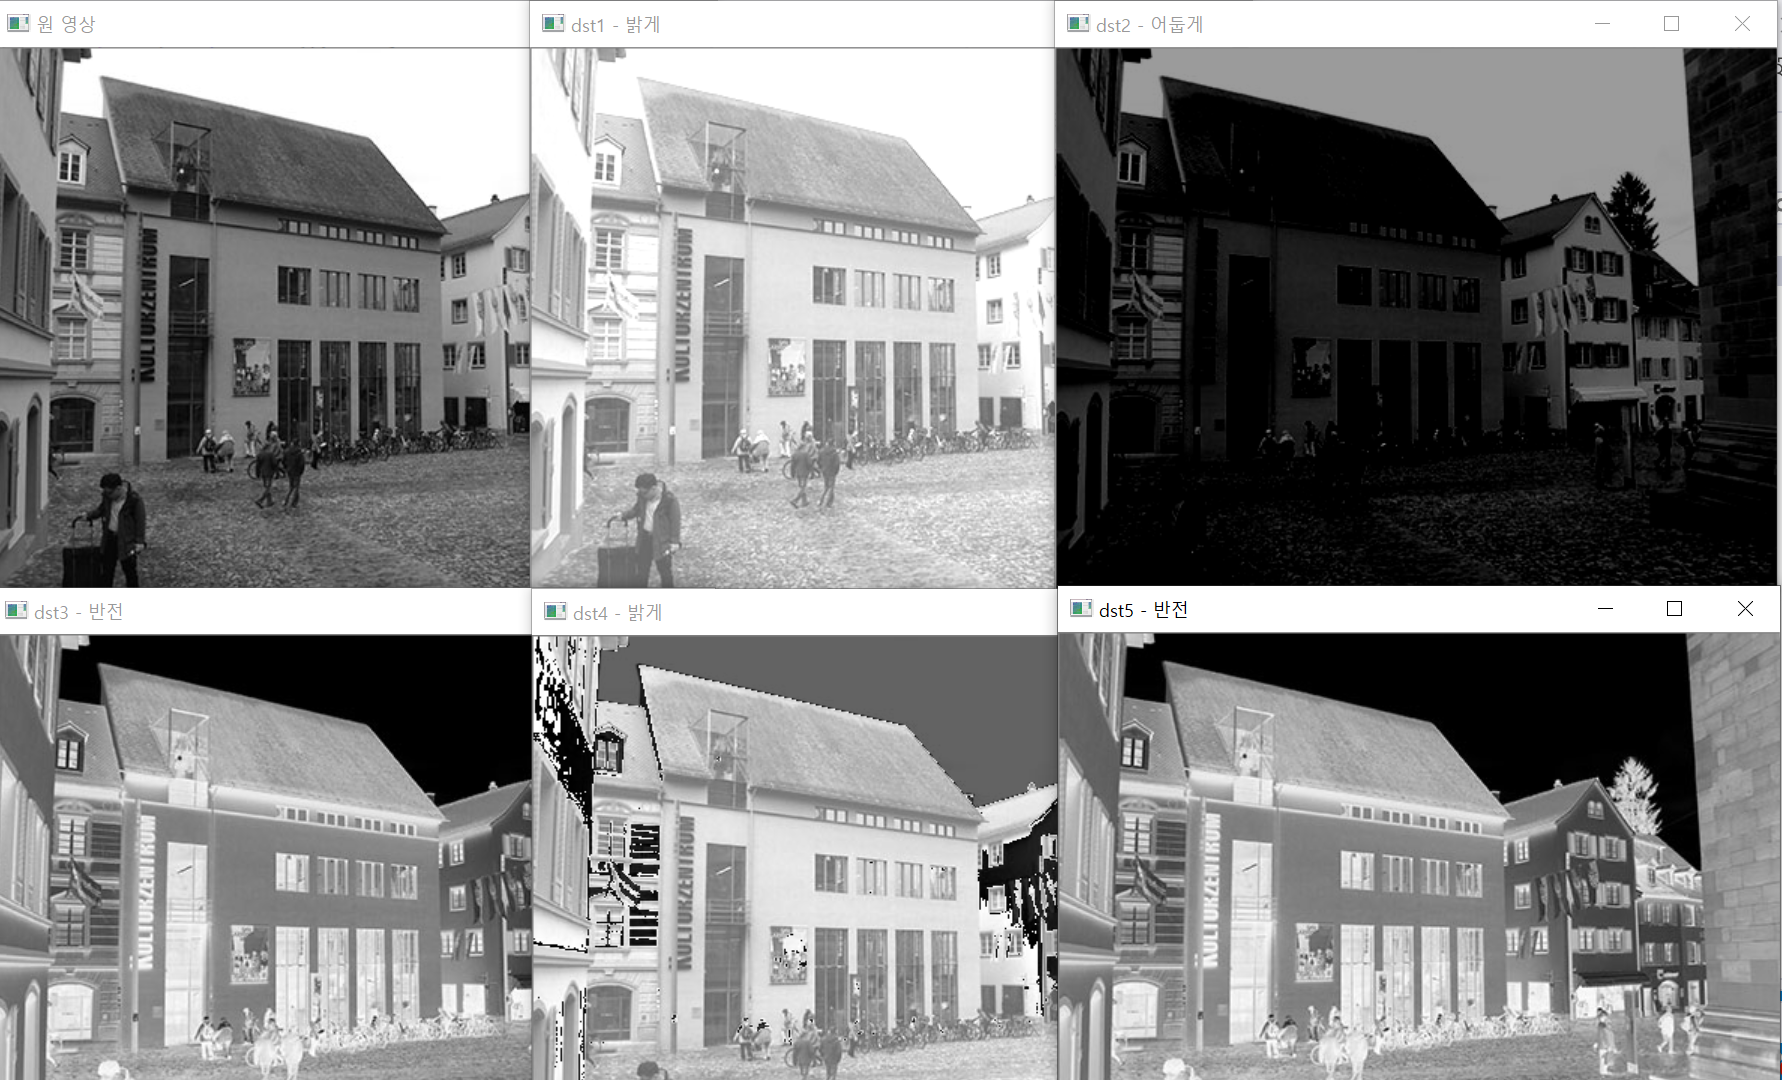 원 영상
dst1 - 밝게
dst2 - 어둡게
KULTURZENTRUM
KULTURZENTRUM
dst3 - 반전
dst4 - 밝게
dst5 - 반전
KULTURZENTRUM
KULTURZENTRUM
KULTURZENTRUM